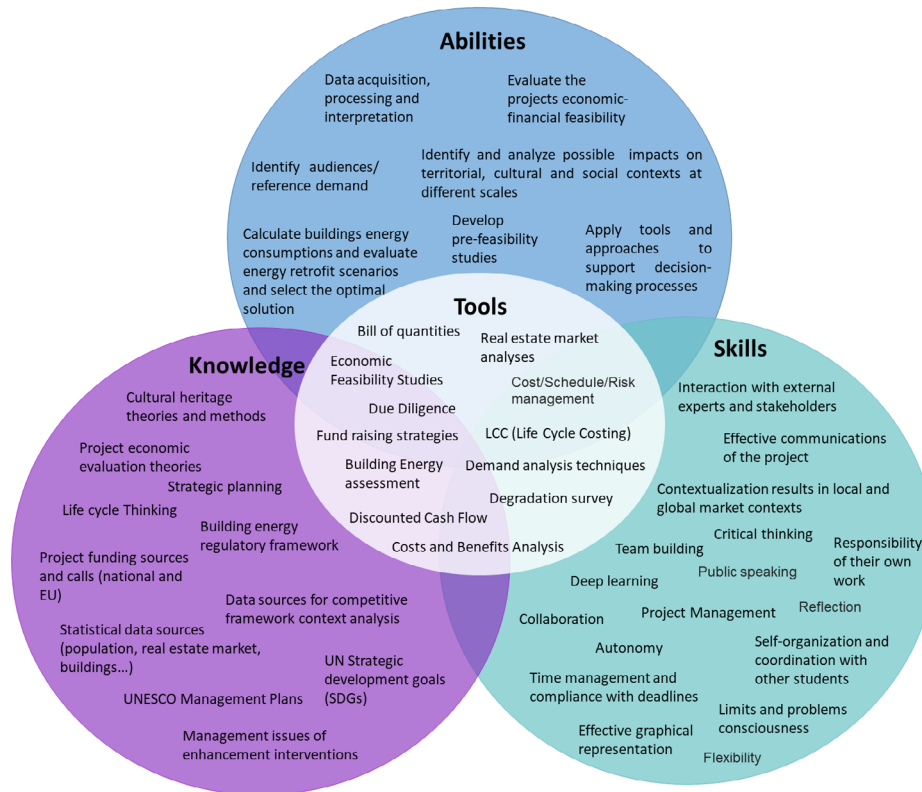 Abilities
Data acquisition,
processing and
interpretation
Evaluate the
projects economic-
financial feasibility
Identify audiences/
reference demand
Identify and analyze possible impacts on
territorial, cultural and social contexts at
different scales
Calculate buildings energy
consumptions and evaluate
energy retrofit scenarios
and select the optimal
solution
Develop
pre-feasibility
studies
Apply tools and
approaches to
support decision-
making processes
Tools
Bill of quantities
Real estate market
analyses
Economic
Feasibility Studies
Cost/Schedule/Risk
management
Due Diligence
Fund raising strategies
LCC (Life Cycle Costing)
Building Energy
assessment
Demand analysis techniques
Degradation survey
Discounted Cash Flow
Costs and Benefits Analysis
Knowledge
Cultural heritage
theories and methods
Project economic
evaluation theories
Strategic planning
Life cycle Thinking
Building energy
regulatory framework
Project funding sources
and calls (national and
EU)
Data sources for competitive
framework context analysis
Statistical data sources
(population, real estate market,
buildings...)
UN Strategic
development goals
(SDGs)
UNESCO Management Plans
Management issues of
enhancement interventions
Skills
Interaction with external
experts and stakeholders
Effective communications
of the project
Contextualization results in local and
global market contexts
Critical thinking
Team building
Responsibility
of their own
work
Deep learning
Public speaking
Collaboration
Project Management
Reflection
Autonomy
Self-organization and
coordination with
other students
Time management and
compliance with deadlines
Limits and problems
consciousness
Effective graphical
representation
Flexibility